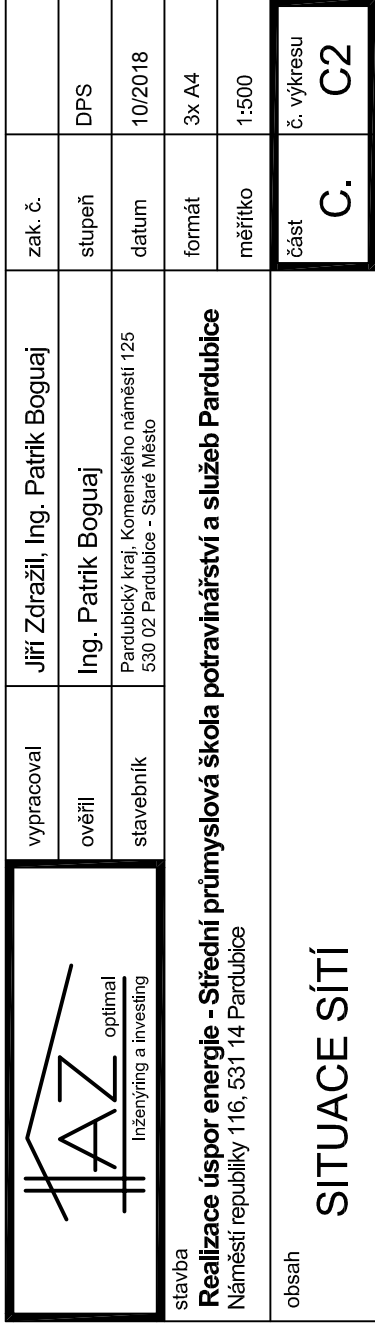 AZ optimal
Inženýring a investing
vypracoval Jiří Zdražil, Ing. Patrik Boguaj zak. č.
ověřil Ing. Patrik Boguaj stupeň DPS
stavebník Pardubický kraj, Komenského náměstí 125 datum 10/2018
530 02 Pardubice - Staré Město
stavba formát 3x A4
Realizace úspor energie - Střední průmyslová škola potravinářství a služeb Pardubice
Náměstí republiky 116, 531 14 Pardubice měřítko 1:500
obsah část č. výkresu
SITUACE SÍTÍ C. C2